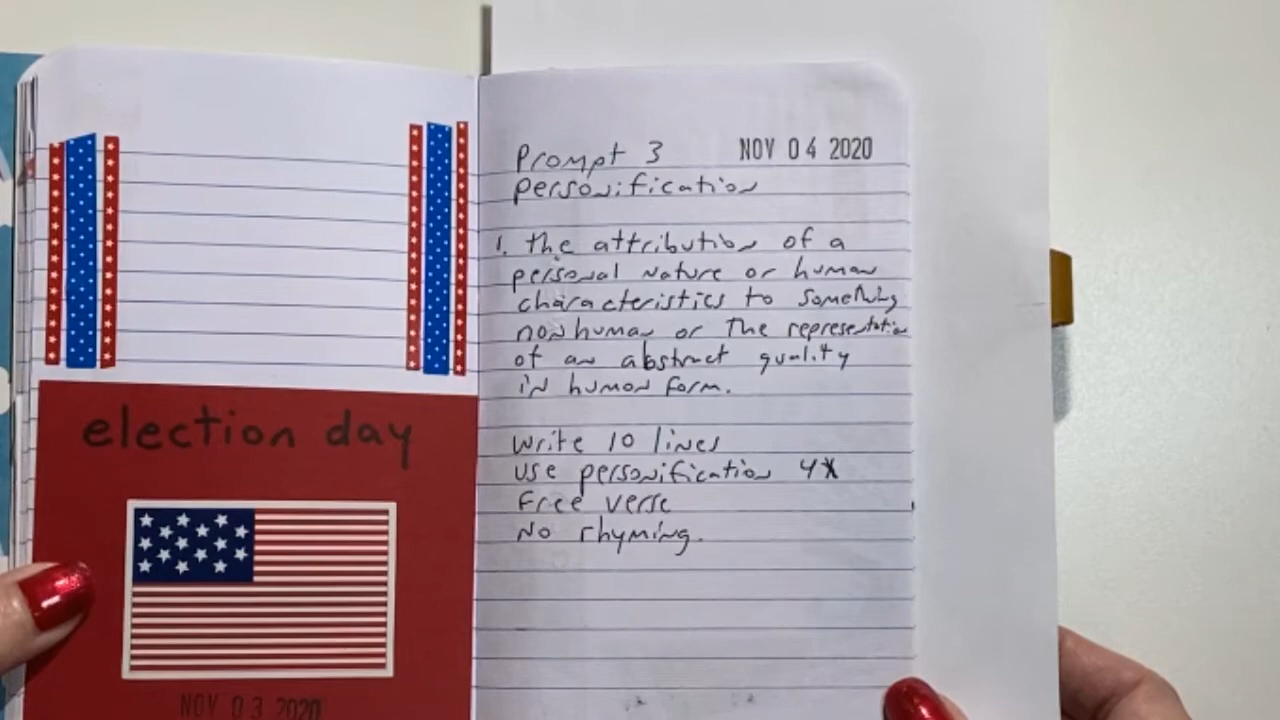 election day
NOV 03 2020
Prompt 3 NOV 04 2020
personification
1. the attribution of a
personal nature or human
characteristics to something
nonhuman or the representation
of an abstract quality
in human form.
Write 10 lines
use personification 4x
Free verse
No rhyming.